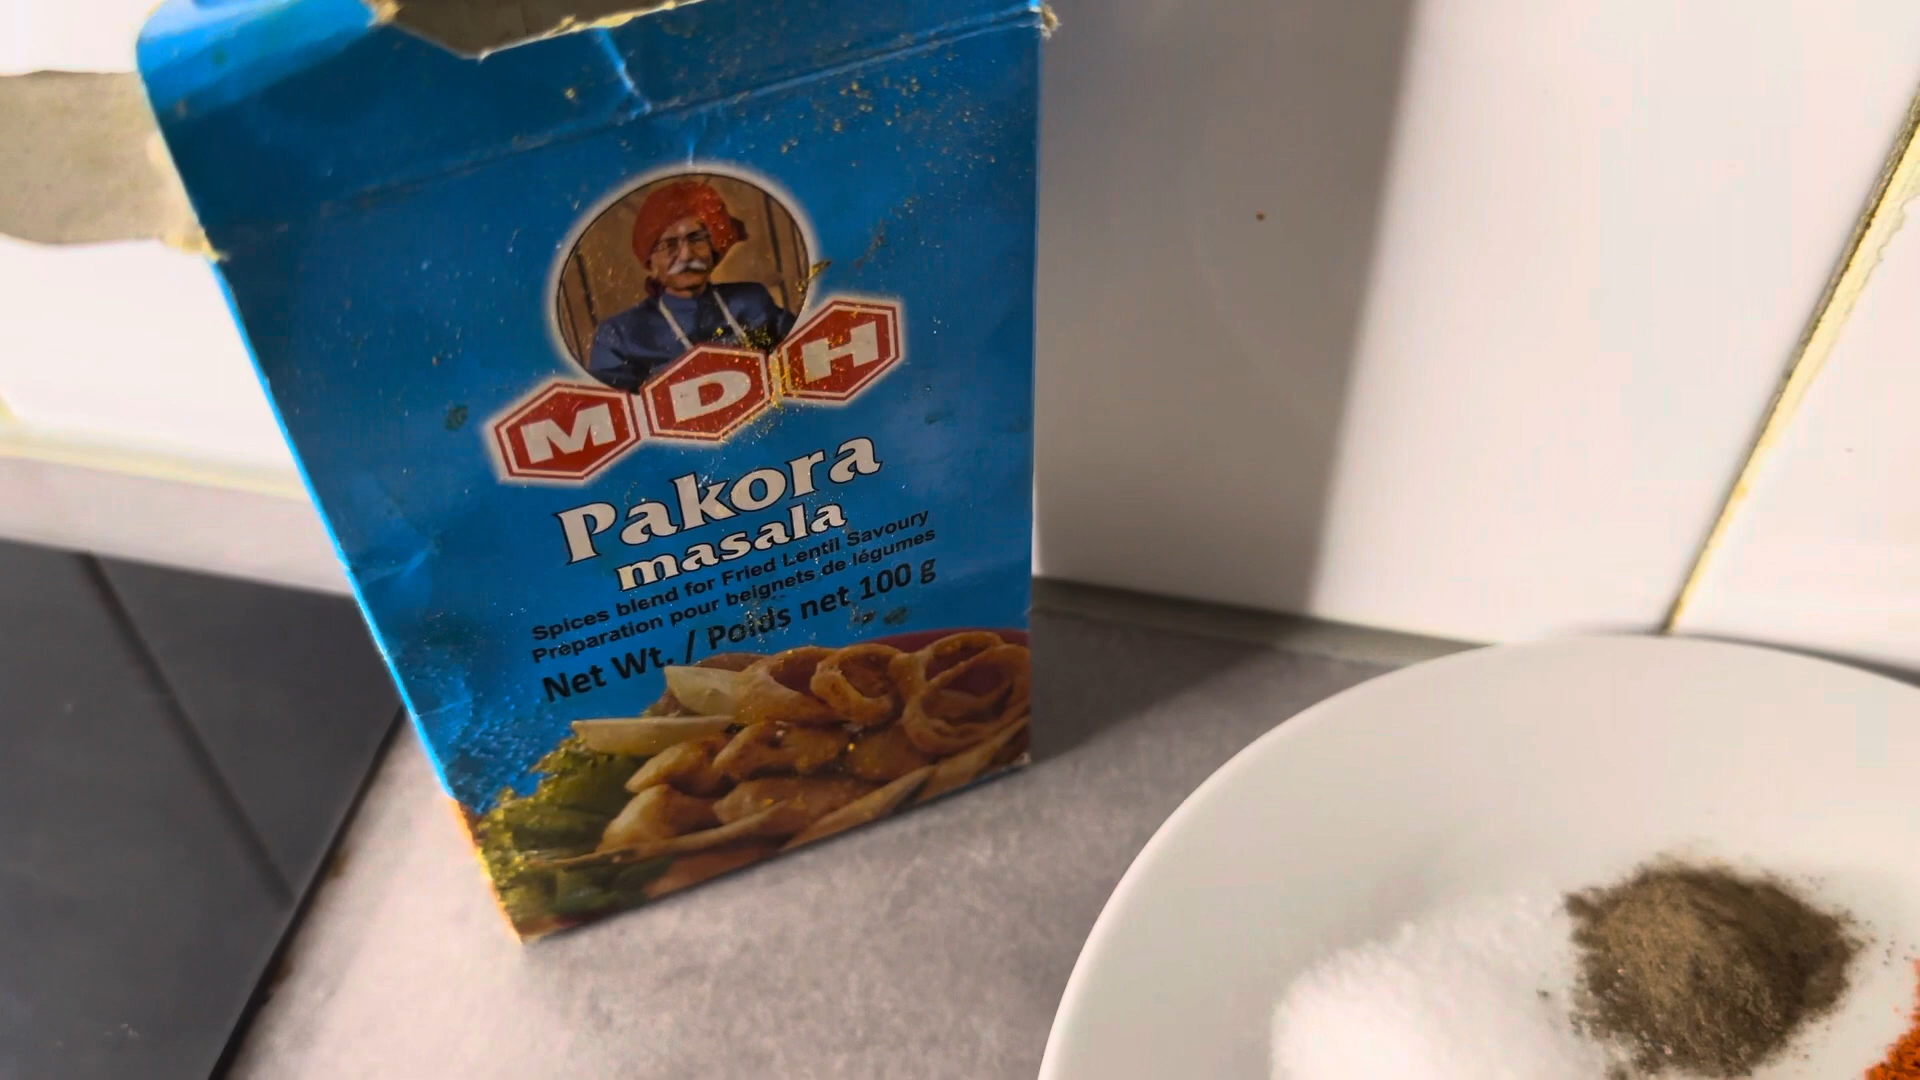 MDH
Pakora
masala
Spices blend for Fried Lentil Savoury
Preparation pour beignets de légumes
Net Wt. / Poids net 100 g